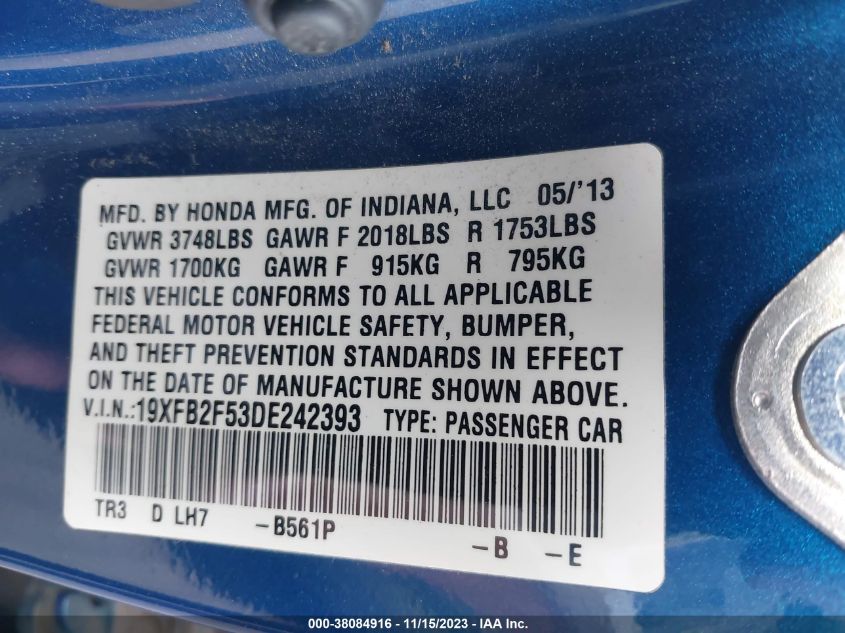 MFD. BY HONDA MFG. OF INDIANA, LLC 05/'13
GVWR 3748LBS GAWR F 2018LBS R 1753LBS
GVWR 1700KG GAWR F 915KG R 795KG
THIS VEHICLE CONFORMS TO ALL APPLICABLE
FEDERAL MOTOR VEHICLE SAFETY, BUMPER,
AND THEFT PREVENTION STANDARDS IN EFFECT
ON THE DATE OF MANUFACTURE SHOWN ABOVE.
V.I.N.:19XFB2F53DE242393 TYPE: PASSENGER CAR
TR3 D LH7 -B561P -B -E
000-38084916 - 11/15/2023 - IAA Inc.